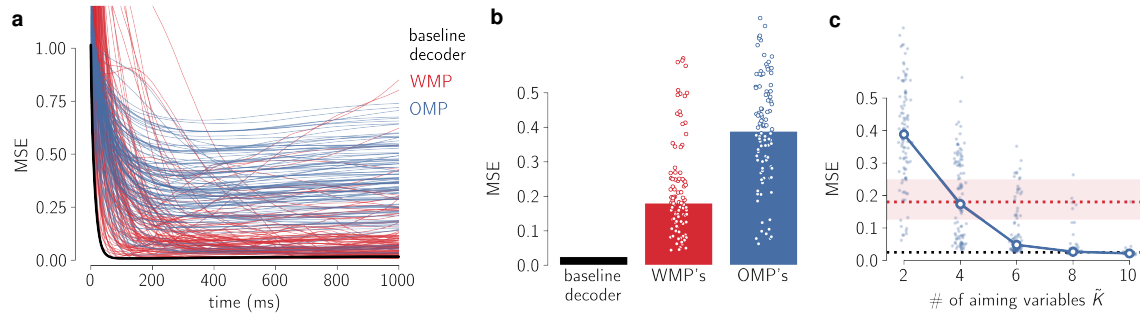 a
MSE
1.00
0.75
0.50
0.25
0.00
0
200
400
600
800
1000
time (ms)
baseline
decoder
WMP
OMP
b
MSE
0.5
0.4
0.3
0.2
0.1
0.0
baseline
decoder
WMP's
OMP's
c
MSE
0.5
0.4
0.3
0.2
0.1
0.0
2
4
6
8
10
# of aiming variables K̃